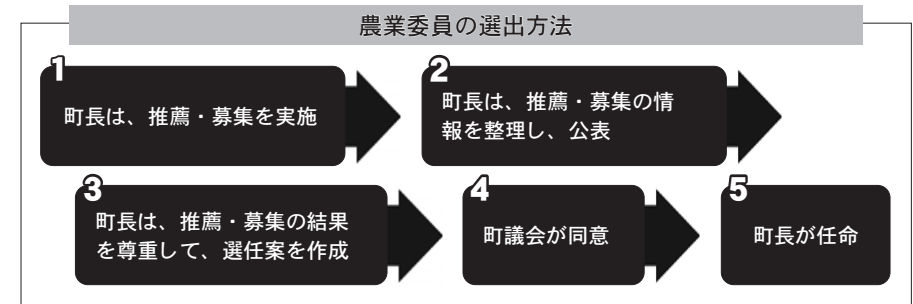 農業委員の選出方法
1
町長は、推薦・募集を実施
2
町長は、推薦・募集の情
報を整理し、公表
3
町長は、推薦・募集の結果
を尊重して、選任案を作成
4
町議会が同意
5
町長が任命